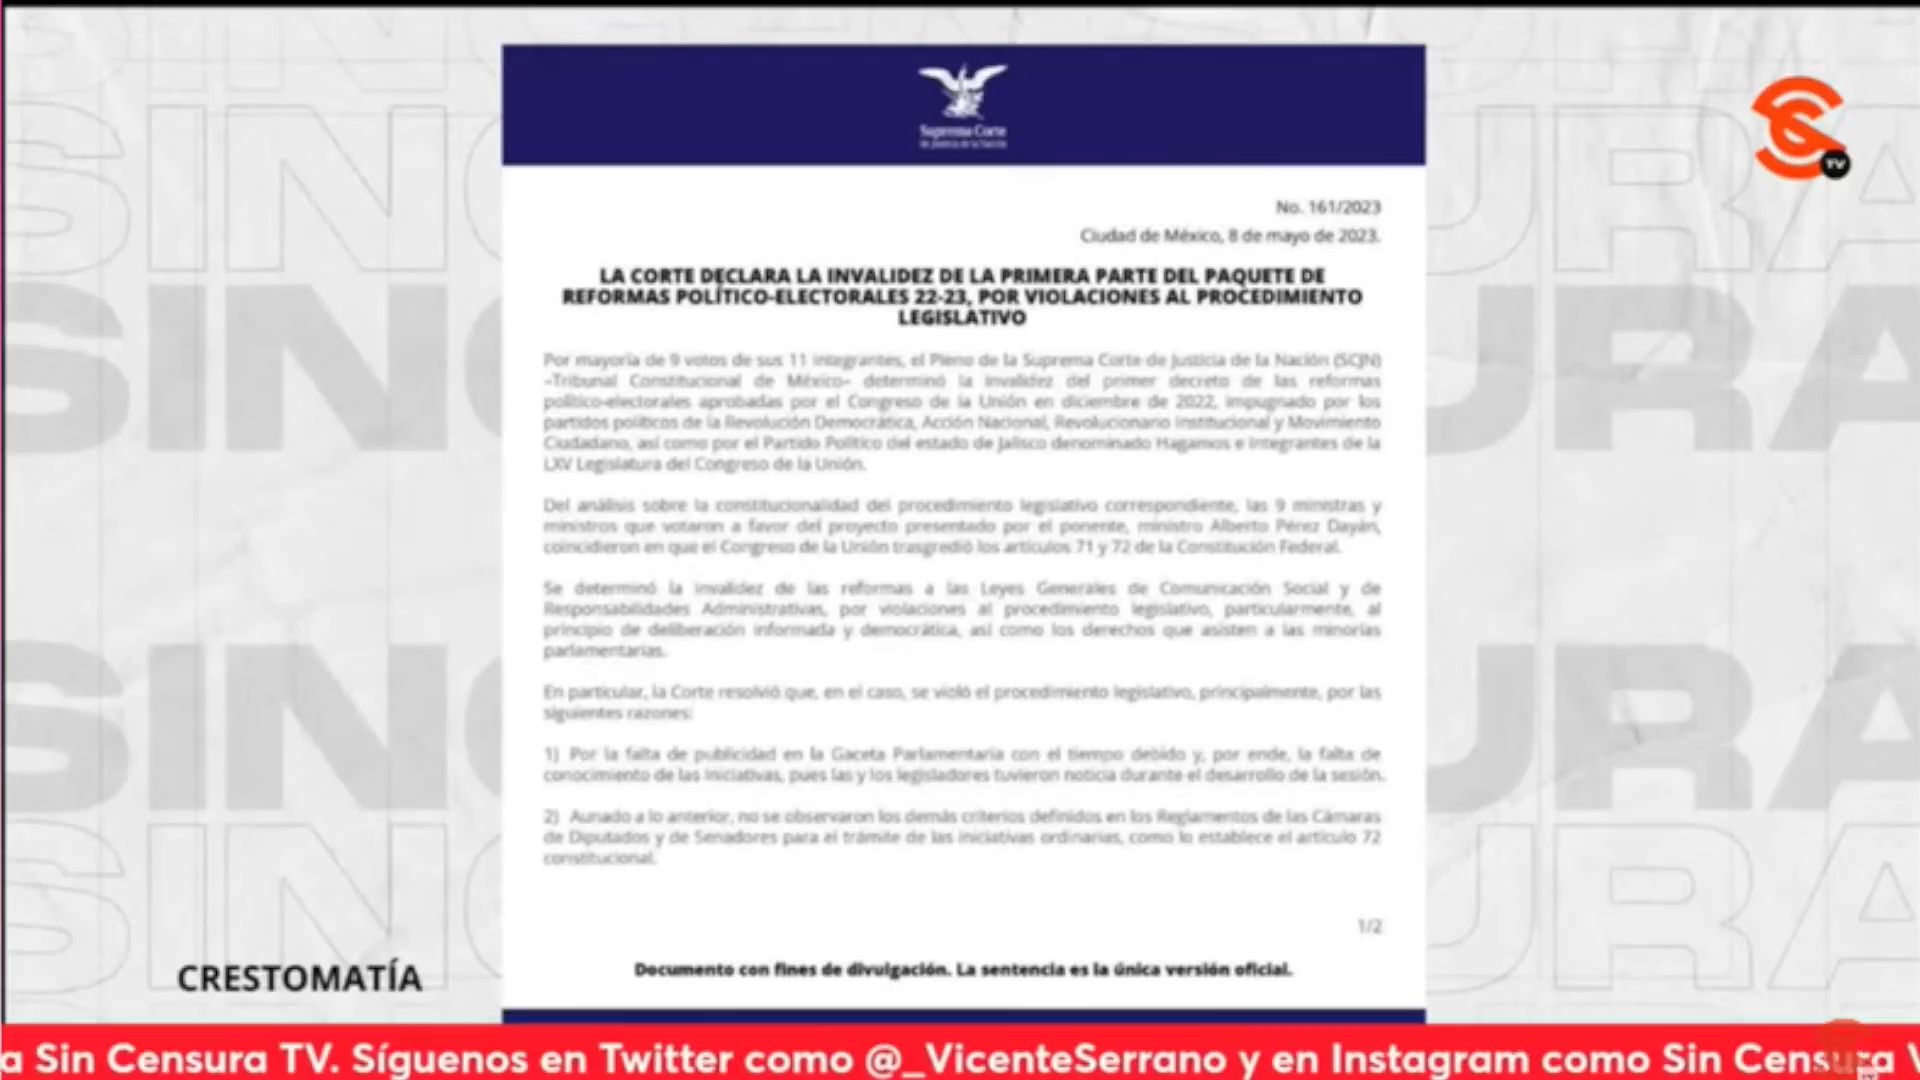 Suprema Corte
de Justicia de la Nación
TV
No. 161/2023
Ciudad de México, 8 de mayo de 2023.
LA CORTE DECLARA LA INVALIDEZ DE LA PRIMERA PARTE DEL PAQUETE DE
REFORMAS POLÍTICO-ELECTORALES 22-23, POR VIOLACIONES AL PROCEDIMIENTO
LEGISLATIVO
Por mayoría de 9 votos de sus 11 integrantes, el Pleno de la Suprema Corte de Justicia de la Nación (SCJN)
–Tribunal Constitucional de México– determinó la invalidez del primer decreto de las reformas
político-electorales aprobadas por el Congreso de la Unión en diciembre de 2022, impugnado por los
partidos políticos de la Revolución Democrática, Acción Nacional, Revolucionario Institucional y Movimiento
Ciudadano, así como por el Partido Político del estado de Jalisco denominado Hagamos e integrantes de la
LXV Legislatura del Congreso de la Unión.
Del análisis sobre la constitucionalidad del procedimiento legislativo correspondiente, las 9 ministras y
ministros que votaron a favor del proyecto presentado por el ponente, ministro Alberto Pérez Dayán,
coincidieron en que el Congreso de la Unión trasgredió los artículos 71 y 72 de la Constitución Federal.
Se determinó la invalidez de las reformas a las Leyes Generales de Comunicación Social y de
Responsabilidades Administrativas, por violaciones al procedimiento legislativo, particularmente, al
principio de deliberación informada y democrática, así como los derechos que asisten a las minorías
parlamentarias.
En particular, la Corte resolvió que, en el caso, se violó el procedimiento legislativo, principalmente, por las
siguientes razones:
1) Por la falta de publicidad en la Gaceta Parlamentaria con el tiempo debido y, por ende, la falta de
conocimiento de las iniciativas, pues las y los legisladores tuvieron noticia durante el desarrollo de la sesión.
2) Aunado a lo anterior, no se observaron los demás criterios definidos en los Reglamentos de las Cámaras
de Diputados y de Senadores para el trámite de las iniciativas ordinarias, como lo establece el artículo 72
constitucional.
1/2
Documento con fines de divulgación. La sentencia es la única versión oficial.
CRESTOMATÍA
a Sin Censura TV. Síguenos en Twitter como @_VicenteSerrano y en Instagram como Sin Censura V